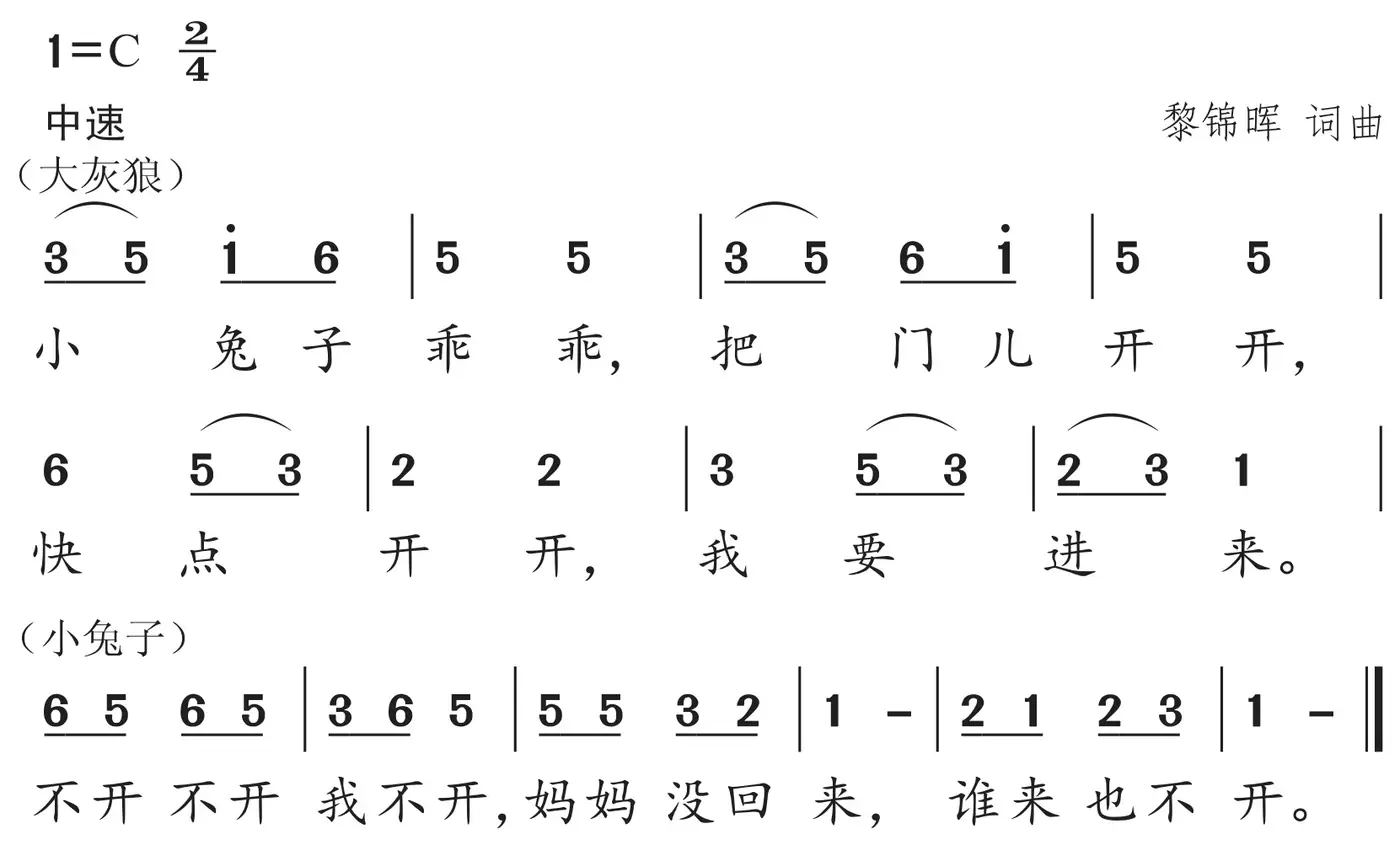 1=C 2/4
中速
黎锦晖 词曲
（大灰狼）
3 5 1̇ 6 | 5 5 | 3 5 6 1̇ | 5 5 |
小 兔 子 乖 乖, 把 门 儿 开 开,
6 5 3 | 2 2 | 3 5 3 | 2 3 1 |
快 点 开 开, 我 要 进 来。
（小兔子）
6 5 6 5 | 3 6 5 | 5 5 3 2 | 1 – | 2 1 2 3 | 1 – ‖
不 开 不 开 我 不 开, 妈 妈 没 回 来, 谁 来 也 不 开。